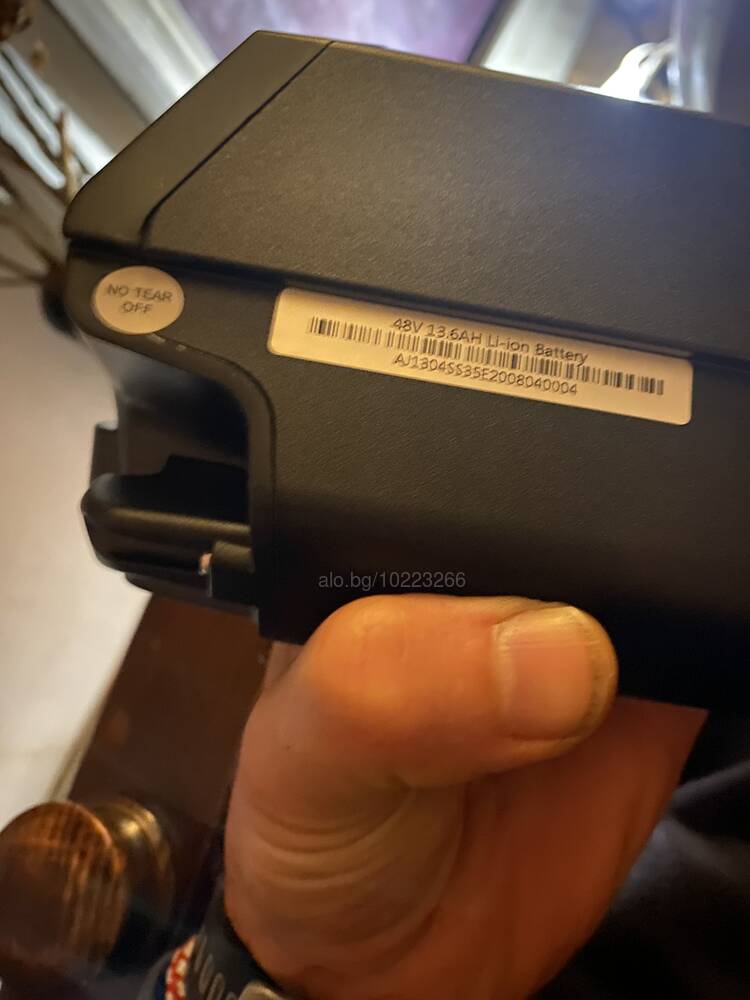 NO TEAR
OFF
48V 13.6AH Li-ion Battery
AJ1304SS35E2008040004
alo.bg/10223266